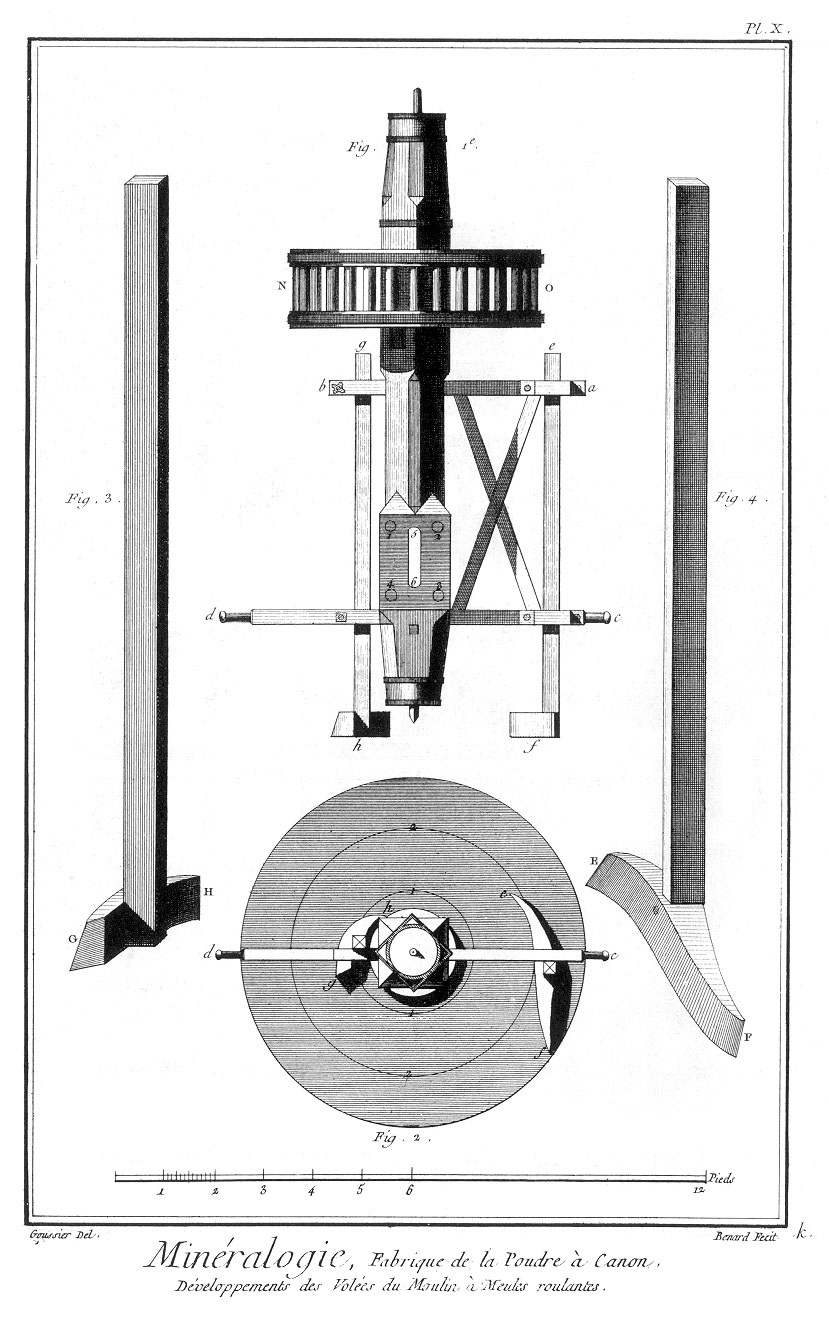 Pl. X.
Fig. 1e.
N
O
g
e
b
a
Fig. 3.
Fig. 4.
1
5
2
4
6
3
d
c
h
f
E
2
H
1
e
h
G
d
c
g
1
F
f
2
Fig. 2.
1 2 3 4 5 6 12 Pieds
Goussier Del.
Benard Fecit
k.
Minéralogie, Fabrique de la Poudre à Canon.
Développements des Volées du Moulin à Meules roulantes.